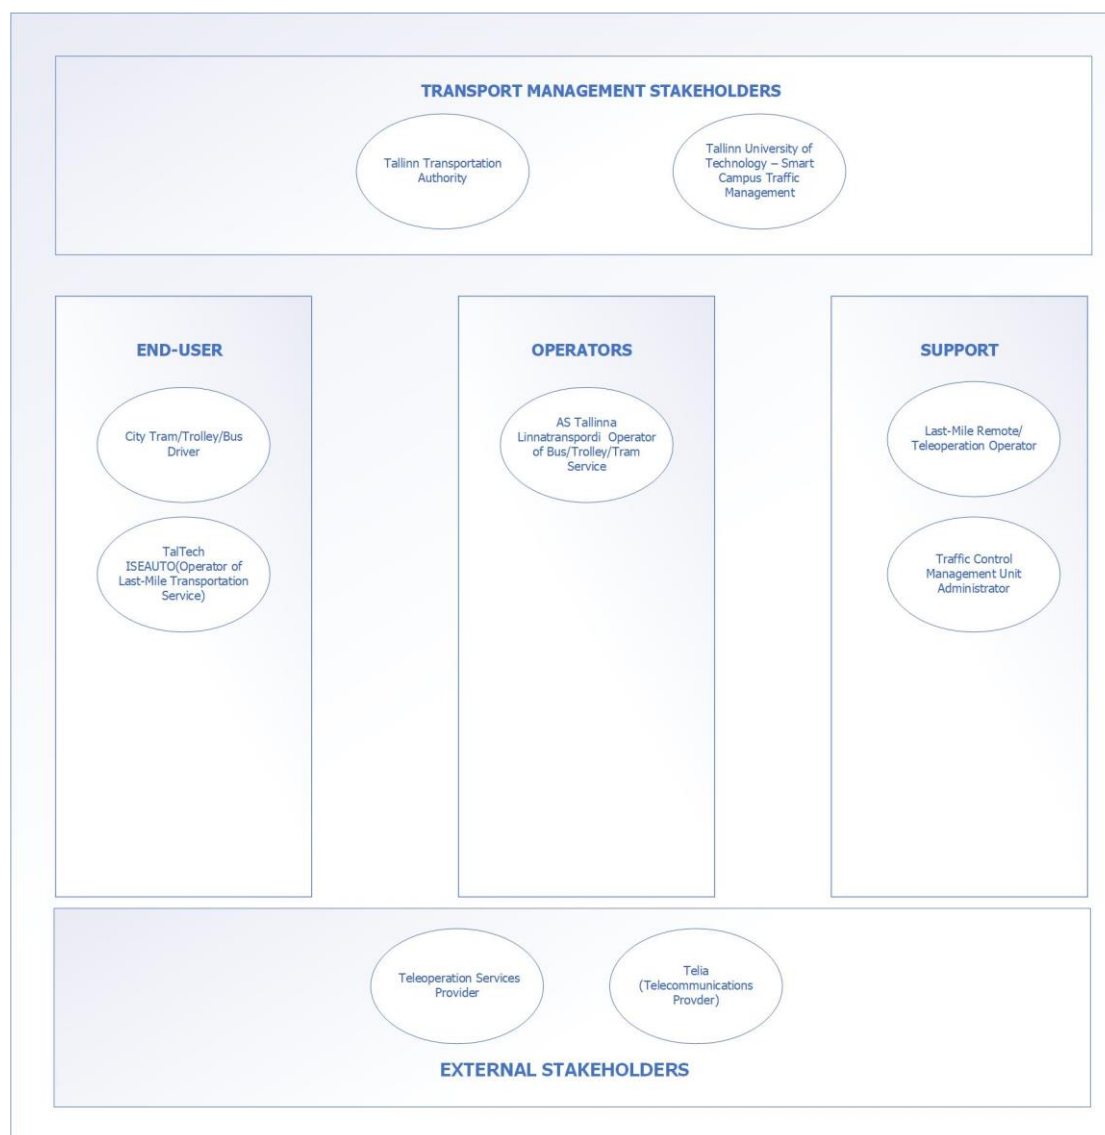 TRANSPORT MANAGEMENT STAKEHOLDERS
Tallinn Transportation
Authority
Tallinn University of
Technology – Smart
Campus Traffic
Management
END-USER
City Tram/Trolley/Bus
Driver
TalTech
ISEAUTO(Operator of
Last-Mile Transportation
Service)
OPERATORS
AS Tallinna
Linnatranspordi Operator
of Bus/Trolley/Tram
Service
SUPPORT
Last-Mile Remote/
Teleoperation Operator
Traffic Control
Management Unit
Administrator
Teleoperation Services
Provider
Telia
(Telecommunications
Provder)
EXTERNAL STAKEHOLDERS